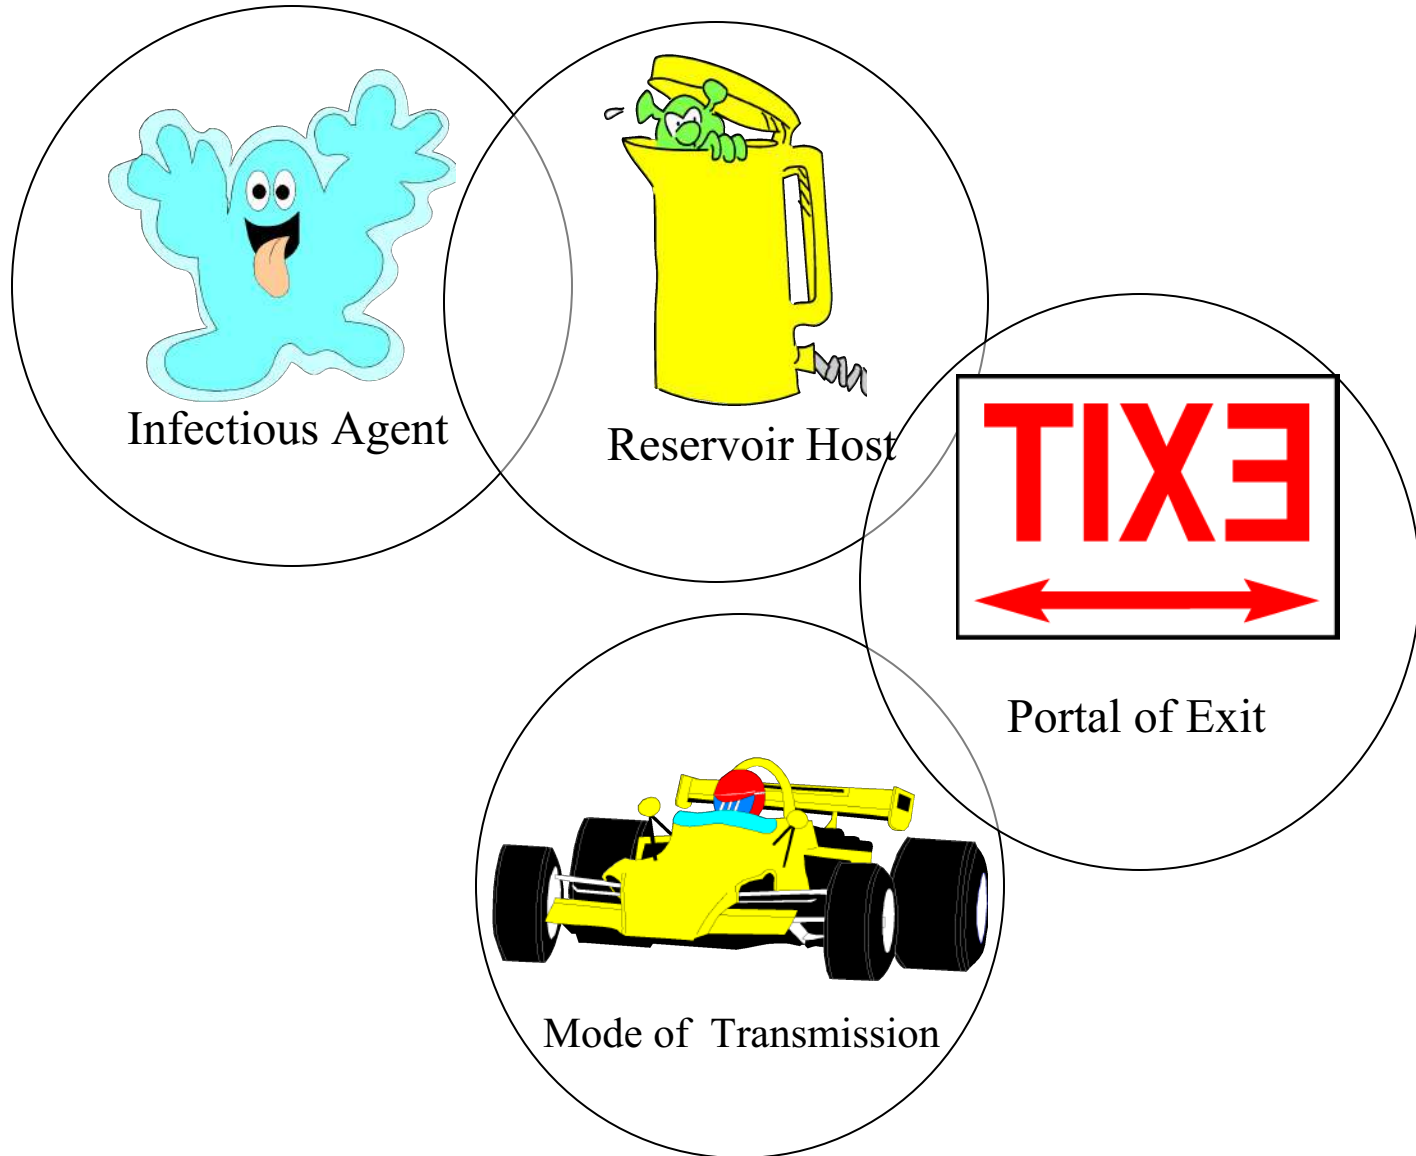 Infectious Agent
Reservoir Host
TIXE
Portal of Exit
Mode of Transmission